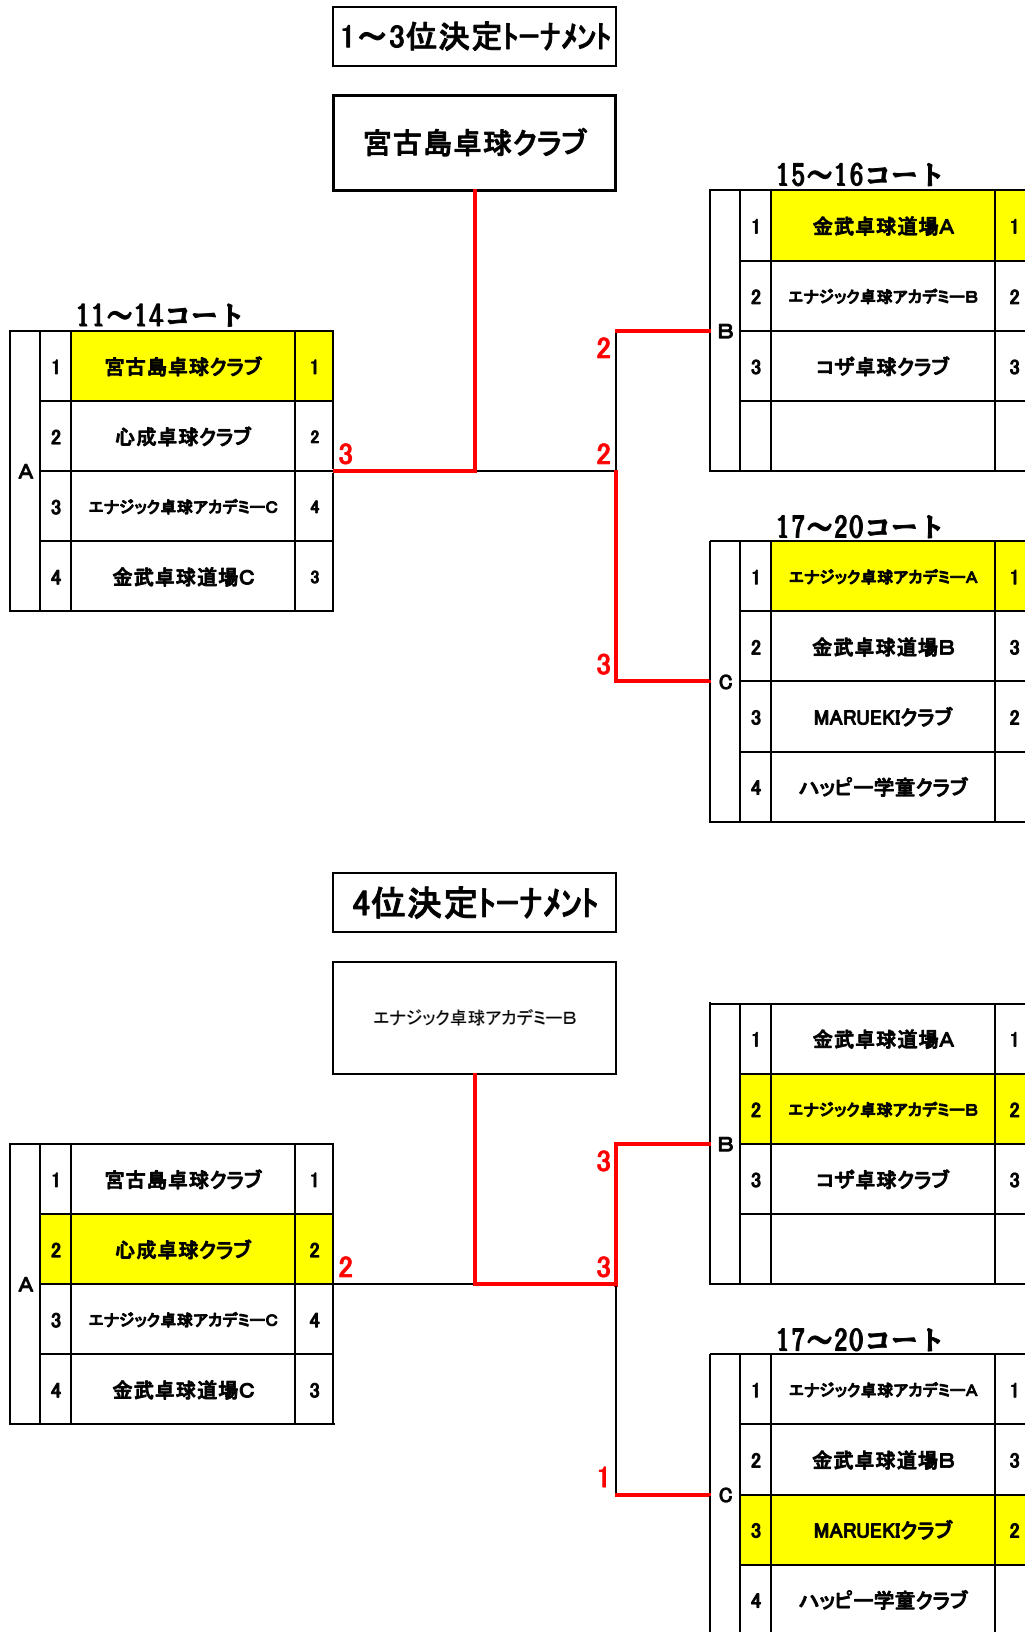 1～3位決定トーナメント
宮古島卓球クラブ
15～16コート
B
1 金武卓球道場A 1
2 エナジック卓球アカデミーB 2
3 コザ卓球クラブ 3
11～14コート
A
1 宮古島卓球クラブ 1
2 心成卓球クラブ 2
3 エナジック卓球アカデミーC 4
4 金武卓球道場C 3
3
2
2
3
17～20コート
C
1 エナジック卓球アカデミーA 1
2 金武卓球道場B 3
3 MARUEKIクラブ 2
4 ハッピー学童クラブ
4位決定トーナメント
エナジック卓球アカデミーB
B
1 金武卓球道場A 1
2 エナジック卓球アカデミーB 2
3 コザ卓球クラブ 3
A
1 宮古島卓球クラブ 1
2 心成卓球クラブ 2
3 エナジック卓球アカデミーC 4
4 金武卓球道場C 3
2
3
3
1
17～20コート
C
1 エナジック卓球アカデミーA 1
2 金武卓球道場B 3
3 MARUEKIクラブ 2
4 ハッピー学童クラブ